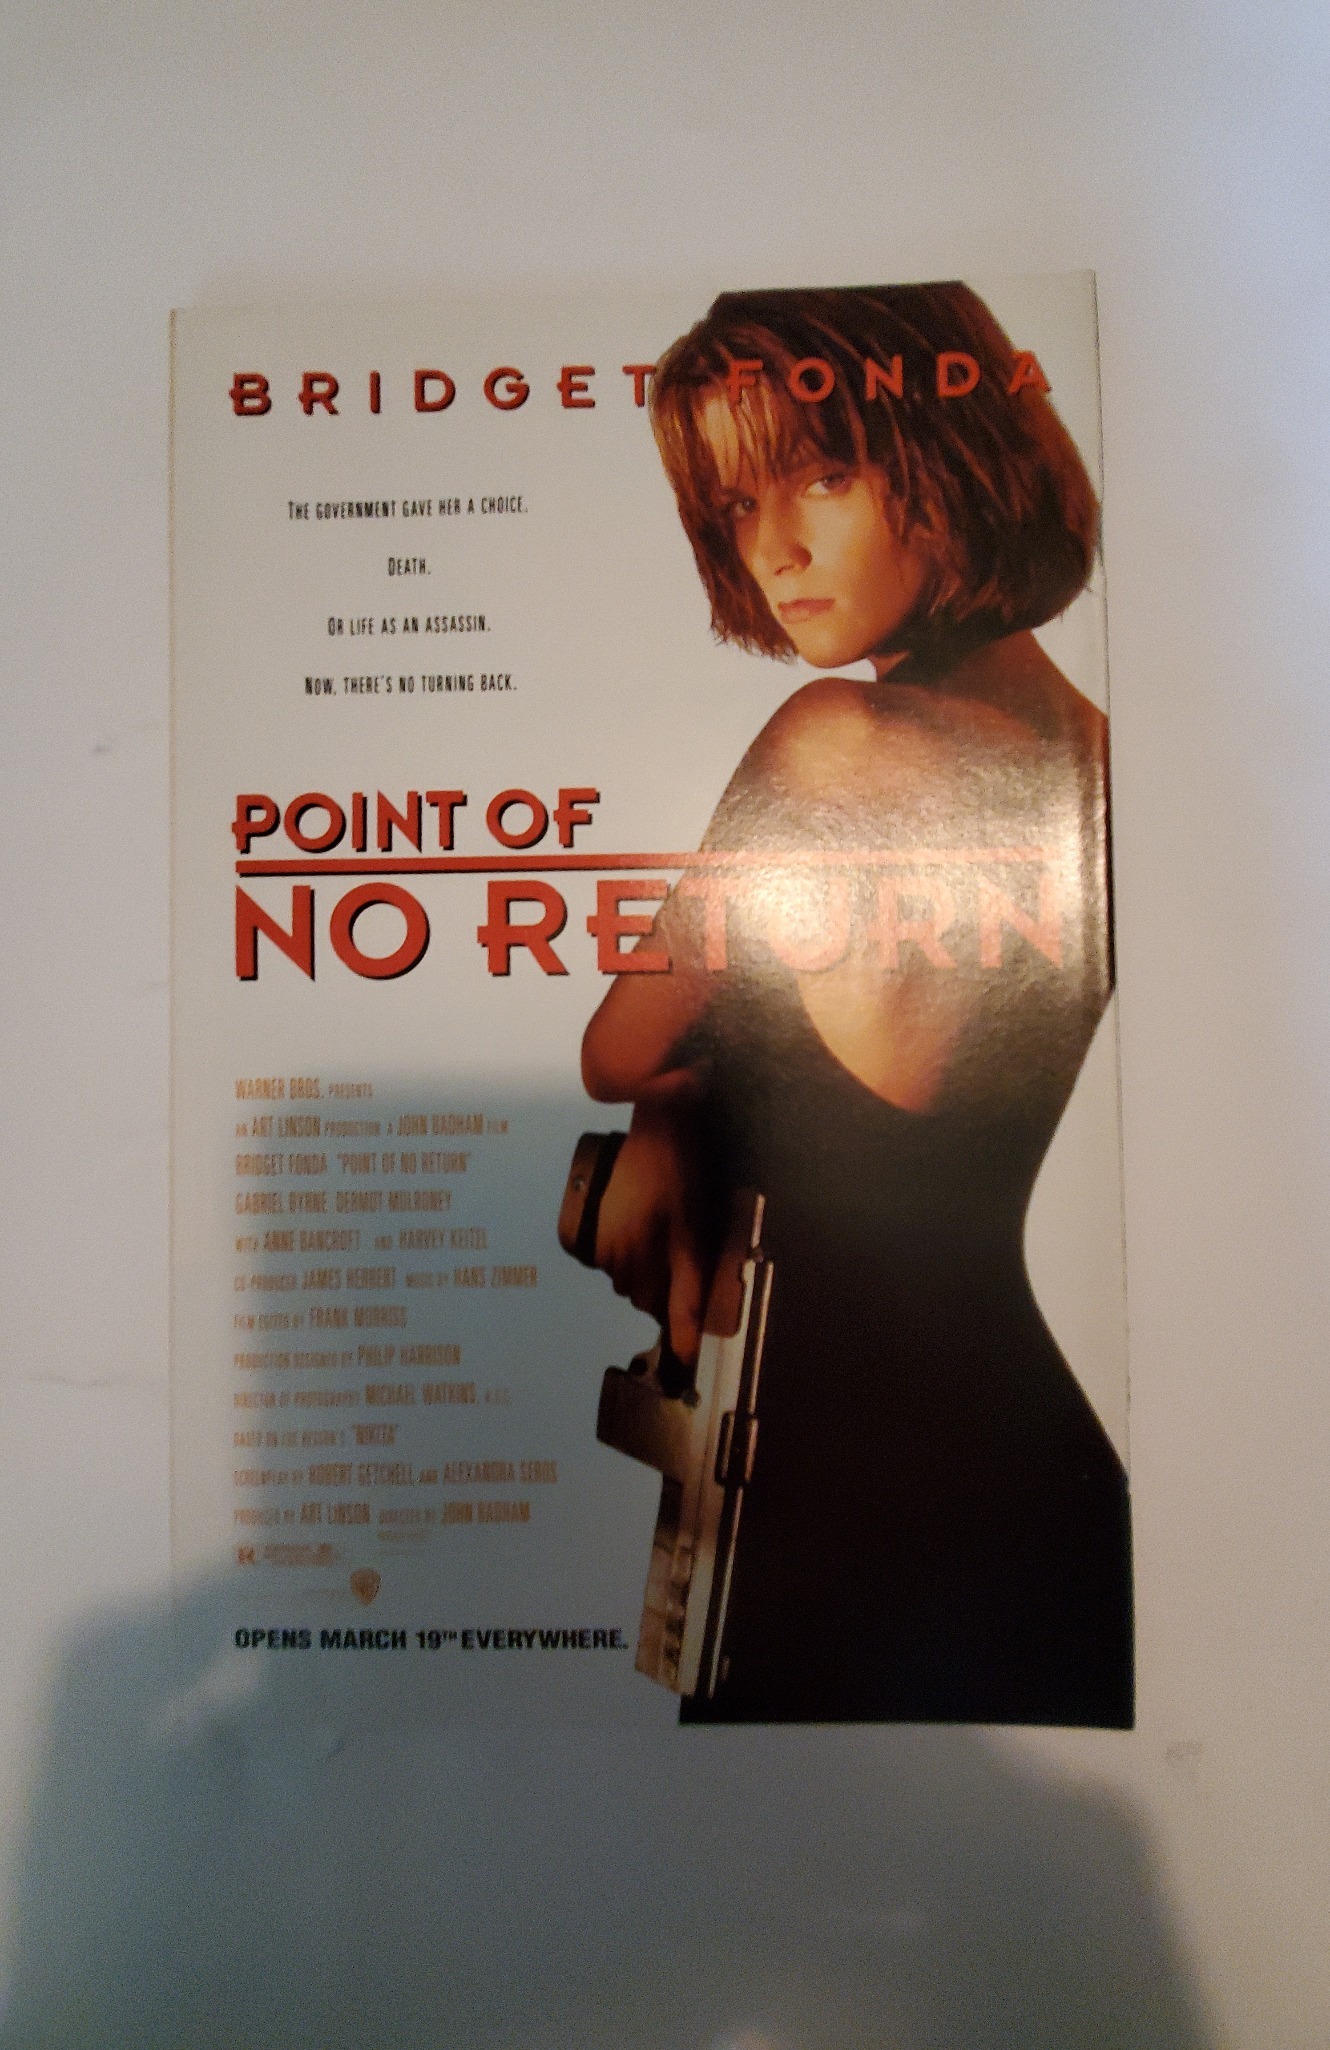 BRIDGET FONDA
THE GOVERNMENT GAVE HER A CHOICE.
DEATH.
OR LIFE AS AN ASSASSIN.
NOW, THERE'S NO TURNING BACK.
POINT OF
NO RETURN
WARNER BROS. PRESENTS
AN ART LINSON PRODUCTION A JOHN BADHAM FILM
BRIDGET FONDA "POINT OF NO RETURN"
GABRIEL BYRNE DERMOT MULRONEY
WITH ANNE BANCROFT AND HARVEY KEITEL
CO-PRODUCER JAMES HERBERT MUSIC BY HANS ZIMMER
FILM EDITED BY FRANK MORRISS
PRODUCTION DESIGNED BY PHILIP HARRISON
DIRECTOR OF PHOTOGRAPHY MICHAEL WATKINS, A.S.C.
BASED ON LUC BESSON'S "NIKITA"
SCREENPLAY BY ROBERT GETCHELL AND ALEXANDRA SEROS
PRODUCED BY ART LINSON DIRECTED BY JOHN BADHAM
R
OPENS MARCH 19TH EVERYWHERE.